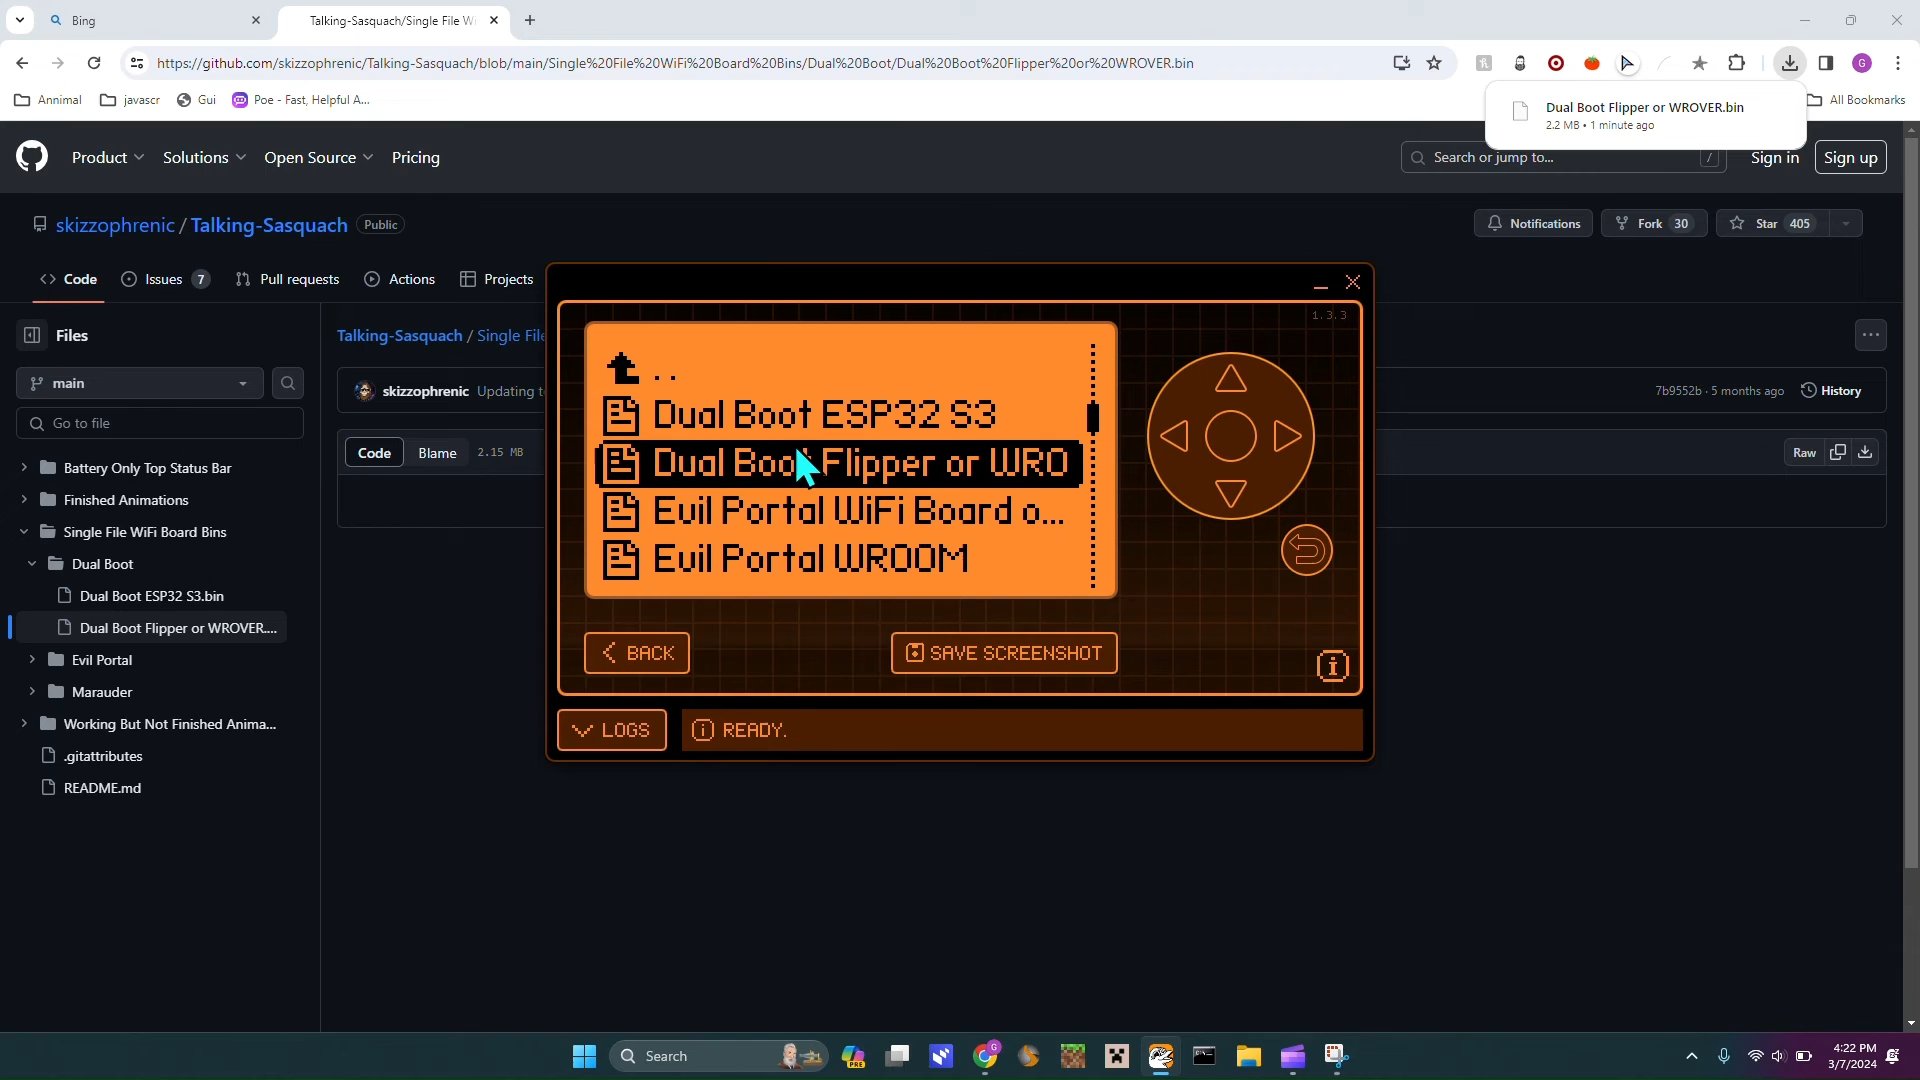 Bing
Talking-Sasquach/Single File Wi
https://github.com/skizzophrenic/Talking-Sasquach/blob/main/Single%20File%20WiFi%20Board%20Bins/Dual%20Boot/Dual%20Boot%20Flipper%20or%20WROVER.bin
Annimal
javascr
Gui
Poe - Fast, Helpful A...
All Bookmarks
Dual Boot Flipper or WROVER.bin
2.2 MB • 1 minute ago
Product
Solutions
Open Source
Pricing
Search or jump to...
/
Sign in
Sign up
skizzophrenic / Talking-Sasquach
Public
Notifications
Fork 30
Star 405
Code
Issues 7
Pull requests
Actions
Projects
1.3.3
Files
Talking-Sasquach / Single File
main
skizzophrenic Updating t
7b9552b · 5 months ago
History
Go to file
Code
Blame
2.15 MB
Raw
Battery Only Top Status Bar
Finished Animations
Single File WiFi Board Bins
Dual Boot
Dual Boot ESP32 S3.bin
Dual Boot Flipper or WROVER....
Evil Portal
Marauder
Working But Not Finished Anima...
.gitattributes
README.md
..
Dual Boot ESP32 S3
Dual Boot Flipper or WRO
Evil Portal WiFi Board o...
Evil Portal WROOM
BACK
SAVE SCREENSHOT
LOGS
READY.
Search
PRE
G
4:22 PM
3/7/2024